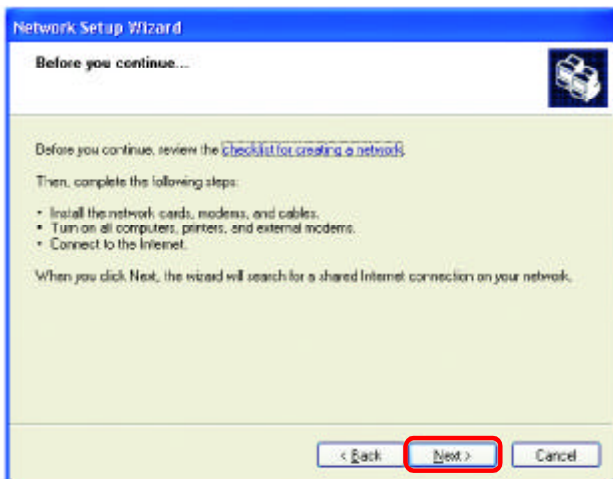 Network Setup Wizard
Before you continue...
Before you continue, review the checklist for creating a network.
Then, complete the following steps:
• Install the network cards, modems, and cables.
• Turn on all computers, printers, and external modems.
• Connect to the Internet.
When you click Next, the wizard will search for a shared Internet connection on your network.
< Back Next > Cancel